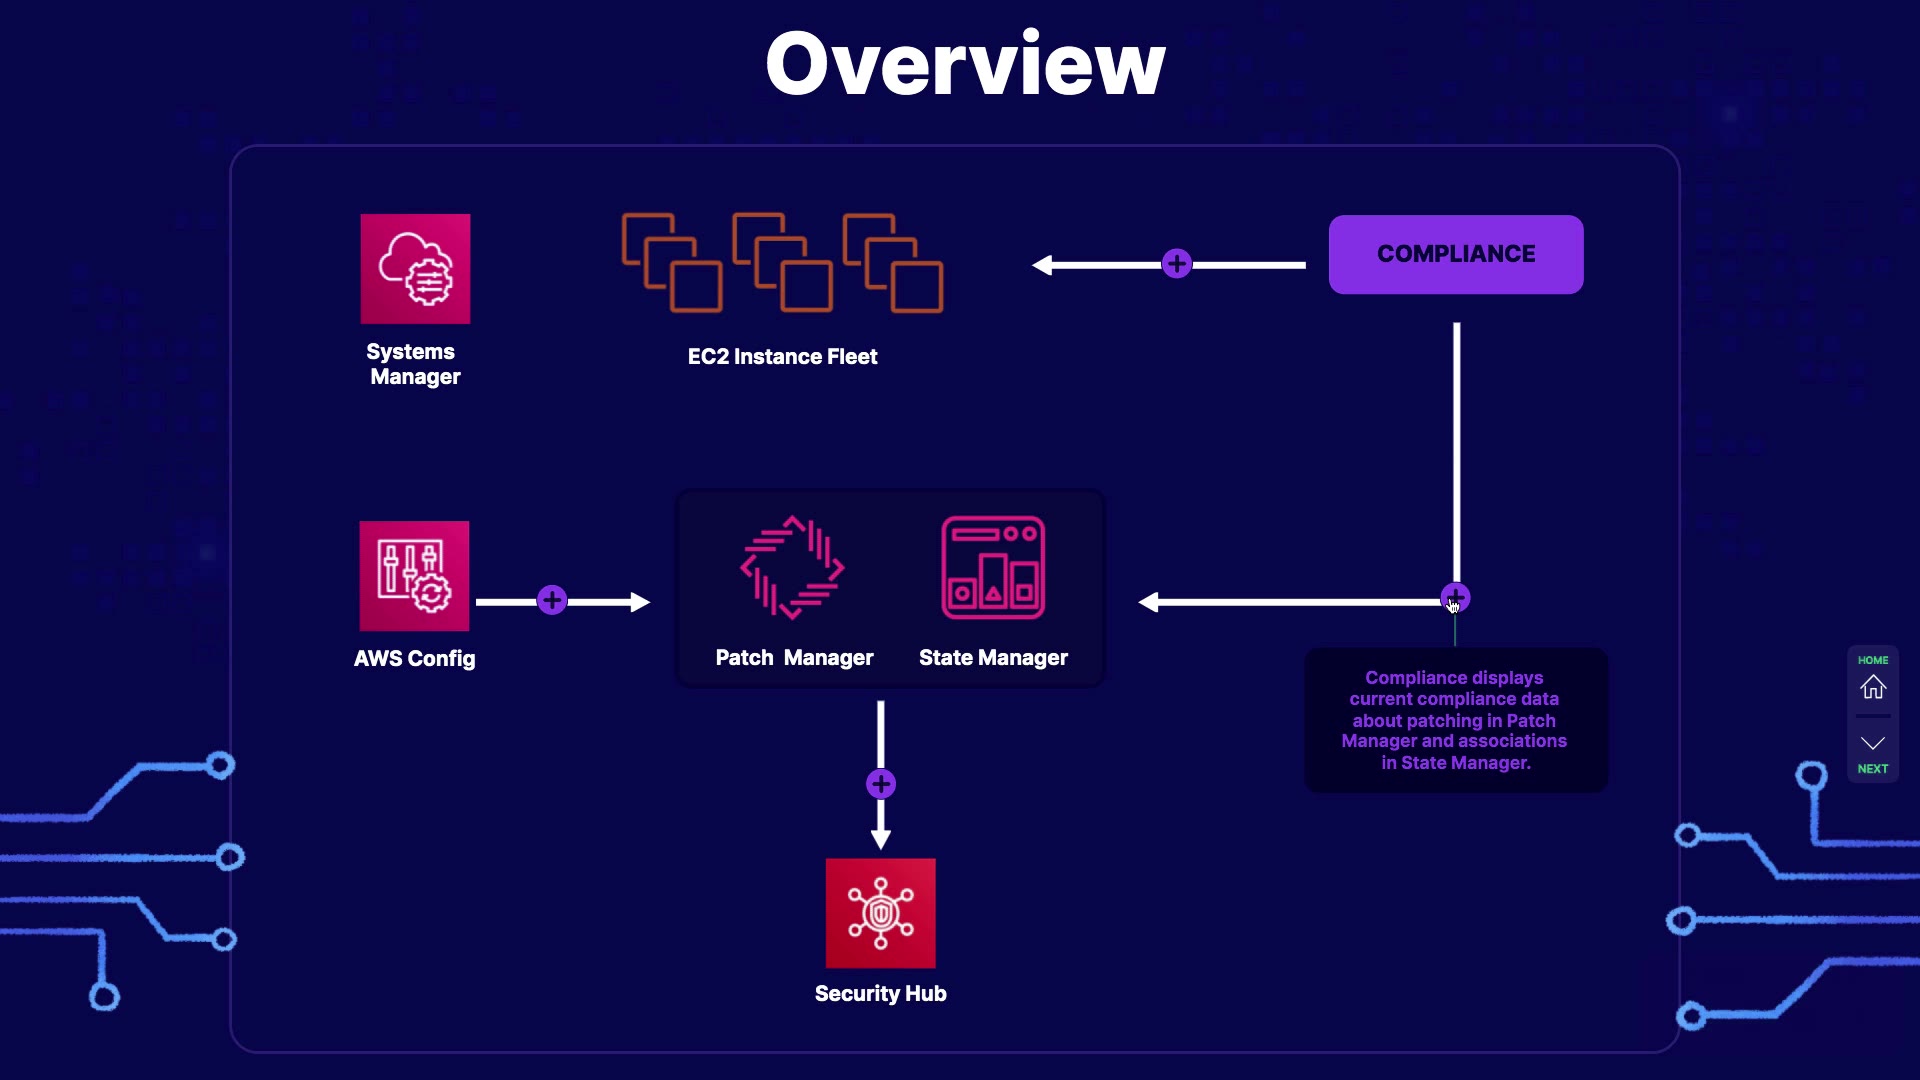 Overview
COMPLIANCE
Systems
Manager
EC2 Instance Fleet
AWS Config
Patch Manager
State Manager
Compliance displays
current compliance data
about patching in Patch
Manager and associations
in State Manager.
HOME
NEXT
Security Hub